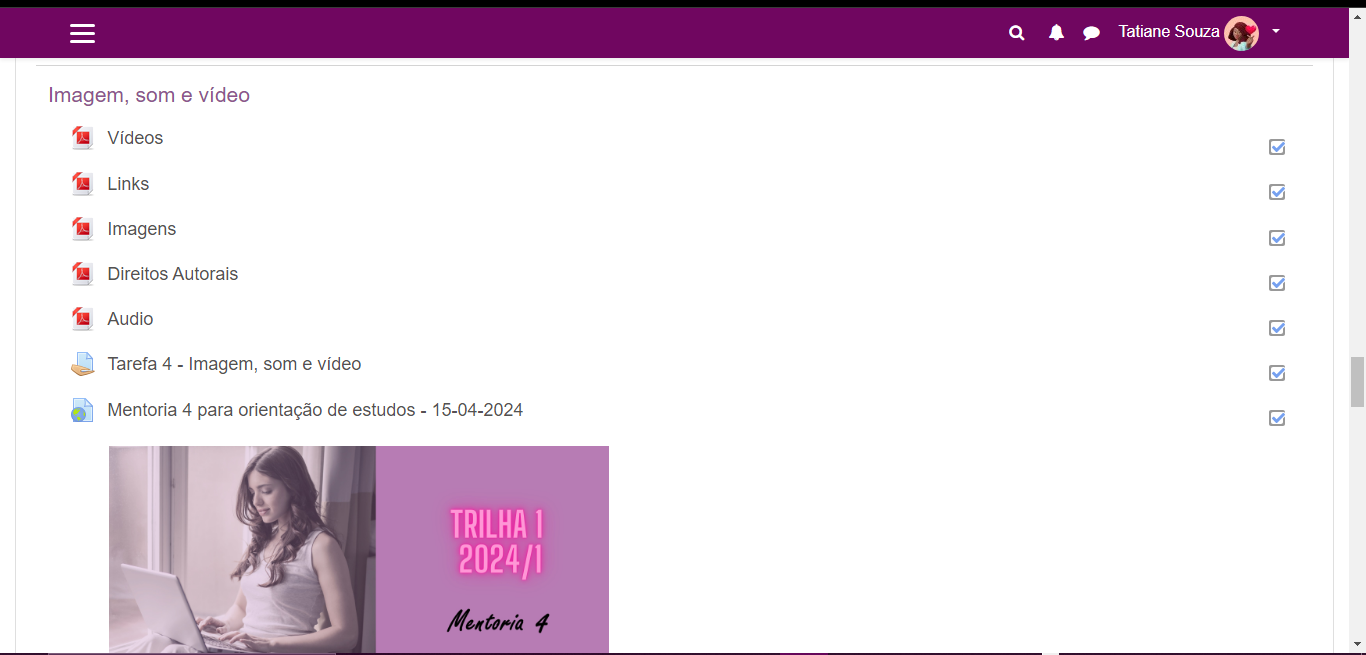 Tatiane Souza
Imagem, som e vídeo
Vídeos
Links
Imagens
Direitos Autorais
Audio
Tarefa 4 - Imagem, som e vídeo
Mentoria 4 para orientação de estudos - 15-04-2024
TRILHA 1
2024/1
Mentoria 4